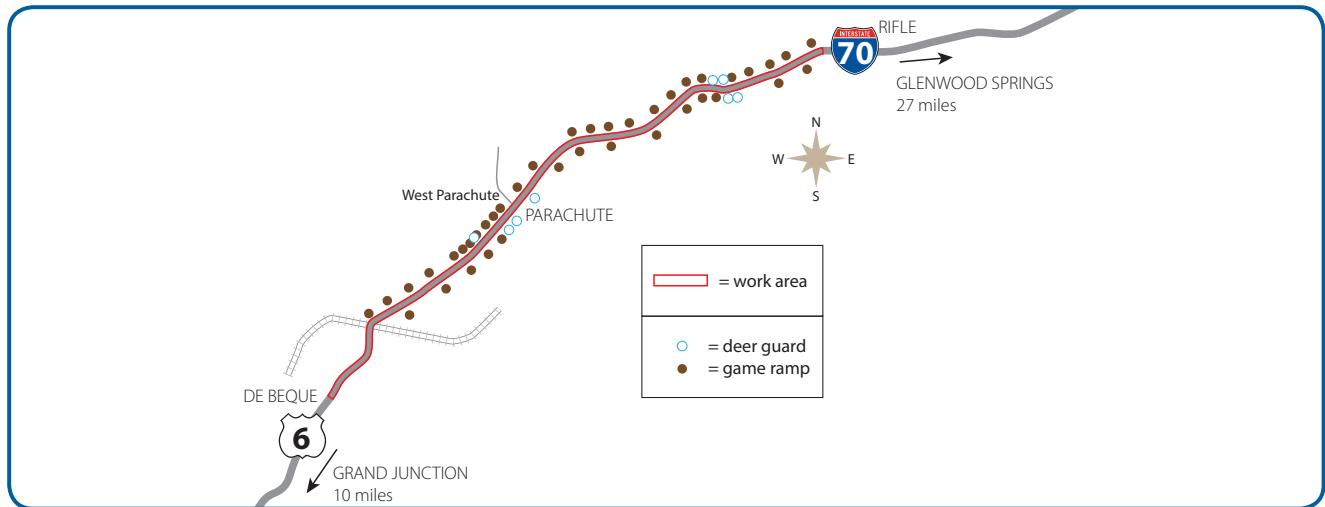 RIFLE
INTERSTATE
70
GLENWOOD SPRINGS
27 miles
N
W
E
S
West Parachute
PARACHUTE
= work area
= deer guard
= game ramp
DE BEQUE
6
GRAND JUNCTION
10 miles